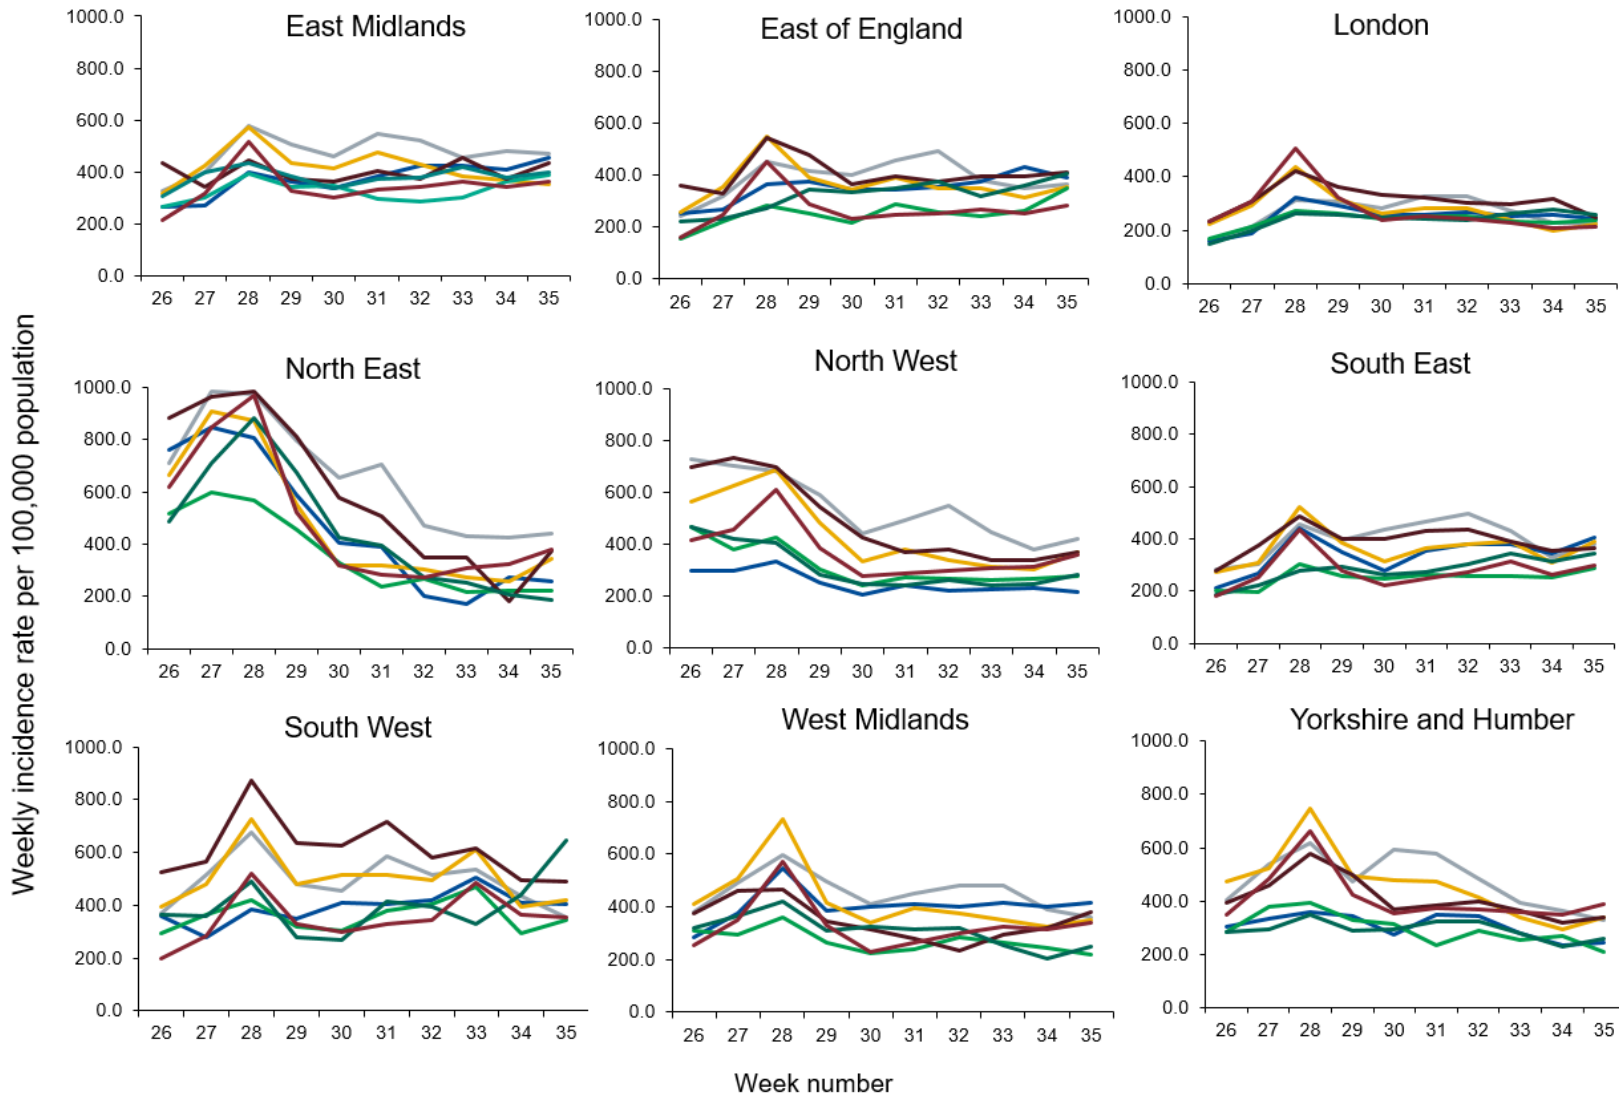 East Midlands
1000.0
800.0
600.0
400.0
200.0
0.0
26 27 28 29 30 31 32 33 34 35
East of England
1000.0
800.0
600.0
400.0
200.0
0.0
26 27 28 29 30 31 32 33 34 35
London
1000.0
800.0
600.0
400.0
200.0
0.0
26 27 28 29 30 31 32 33 34 35
Weekly incidence rate per 100,000 population
North East
1000.0
800.0
600.0
400.0
200.0
0.0
26 27 28 29 30 31 32 33 34 35
North West
1000.0
800.0
600.0
400.0
200.0
0.0
26 27 28 29 30 31 32 33 34 35
South East
1000.0
800.0
600.0
400.0
200.0
0.0
26 27 28 29 30 31 32 33 34 35
South West
1000.0
800.0
600.0
400.0
200.0
0.0
26 27 28 29 30 31 32 33 34 35
West Midlands
1000.0
800.0
600.0
400.0
200.0
0.0
26 27 28 29 30 31 32 33 34 35
Yorkshire and Humber
1000.0
800.0
600.0
400.0
200.0
0.0
26 27 28 29 30 31 32 33 34 35
Week number